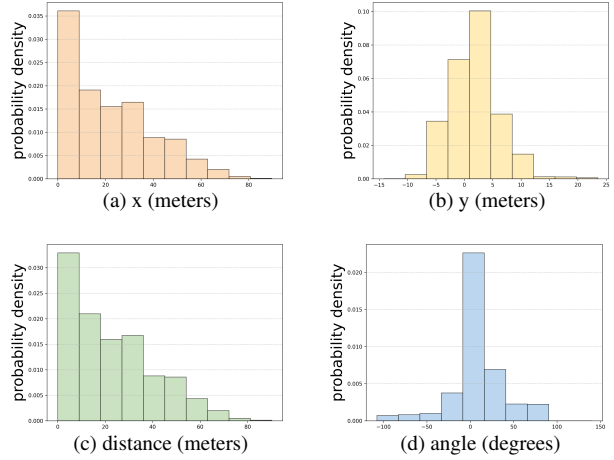 probability density
0.035
0.030
0.025
0.020
0.015
0.010
0.005
0.000
0 20 40 60 80
(a) x (meters)
probability density
0.10
0.08
0.06
0.04
0.02
0.00
−15 −10 −5 0 5 10 15 20 25
(b) y (meters)
probability density
0.030
0.025
0.020
0.015
0.010
0.005
0.000
0 20 40 60 80
(c) distance (meters)
probability density
0.020
0.015
0.010
0.005
0.000
−100 −50 0 50 100 150
(d) angle (degrees)